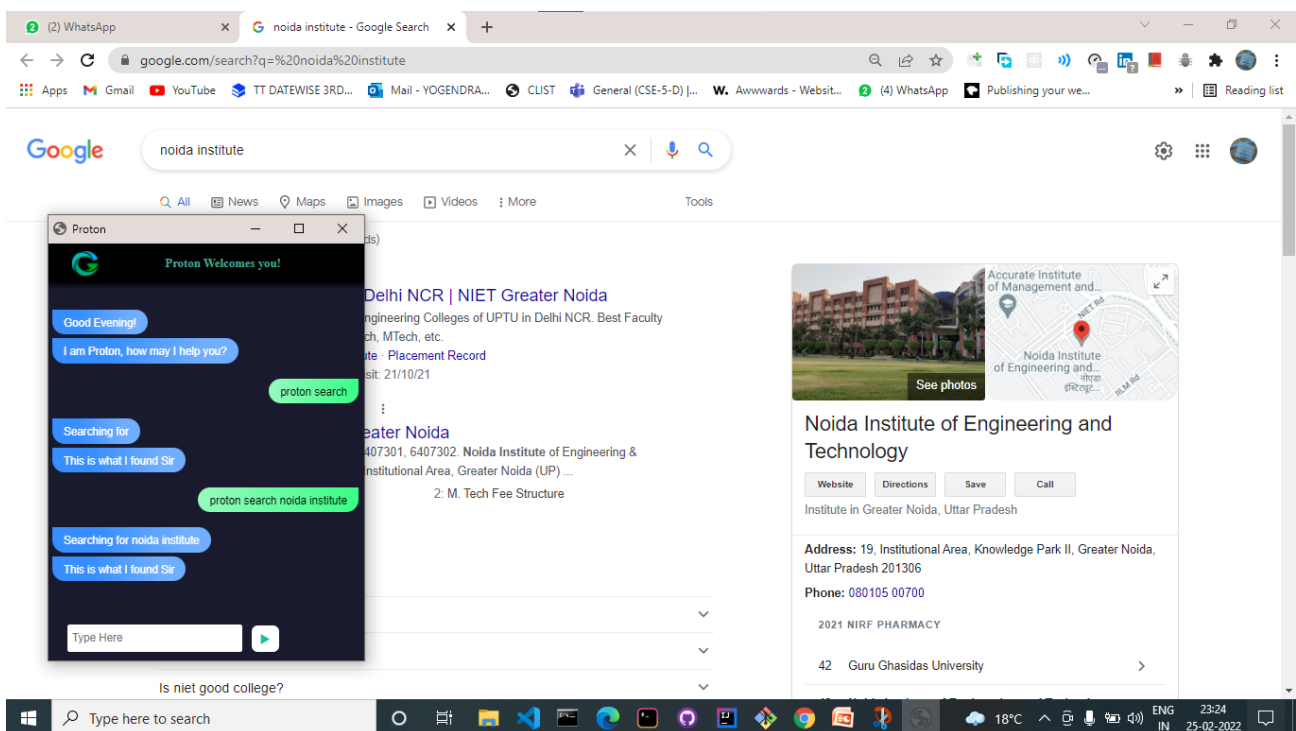 (2) WhatsApp
noida institute - Google Search
google.com/search?q=%20noida%20institute
Apps Gmail YouTube TT DATEWISE 3RD... Mail - YOGENDRA... CLIST General (CSE-5-D) |... W. Awwwards - Websit... (4) WhatsApp Publishing your we... » Reading list
Google
noida institute
All News Maps Images Videos More Tools
Proton
ds)
Proton Welcomes you!
Good Evening!
I am Proton, how may I help you?
proton search
Searching for
This is what I found Sir
proton search noida institute
Searching for noida institute
This is what I found Sir
Type Here
Delhi NCR | NIET Greater Noida
ngineering Colleges of UPTU in Delhi NCR. Best Faculty
ch, MTech, etc.
ute · Placement Record
isit: 21/10/21
eater Noida
407301, 6407302. Noida Institute of Engineering &
Institutional Area, Greater Noida (UP) ...
2: M. Tech Fee Structure
Is niet good college?
Accurate Institute
of Management and...
NIET Rd
Noida Institute
of Engineering and...
नोएडा
IILM Rd
See photos
Noida Institute of Engineering and
Technology
Website Directions Save Call
Institute in Greater Noida, Uttar Pradesh
Address: 19, Institutional Area, Knowledge Park II, Greater Noida,
Uttar Pradesh 201306
Phone: 080105 00700
2021 NIRF PHARMACY
42 Guru Ghasidas University
Type here to search
18°C
ENG
IN
23:24
25-02-2022